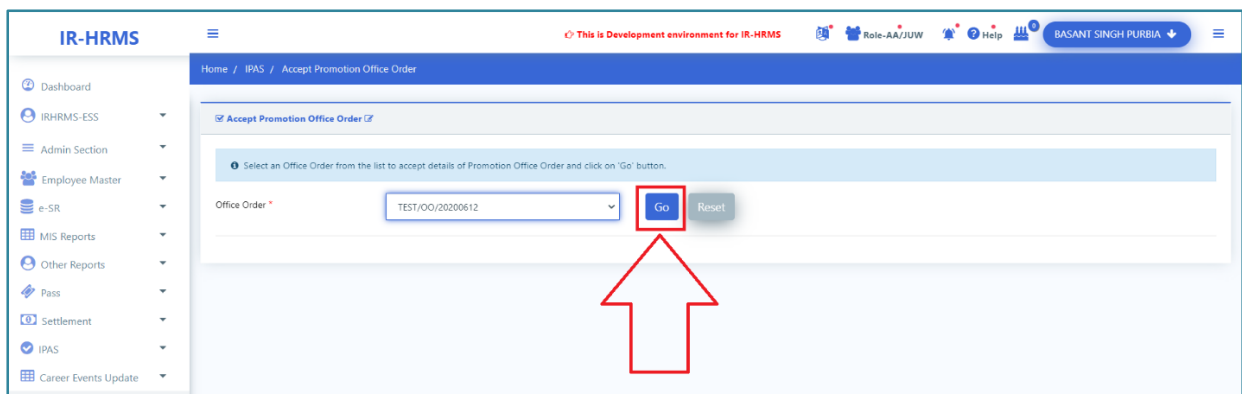 IR-HRMS
This is Development environment for IR-HRMS
Role-AA/JUW
Help
0
BASANT SINGH PURBIA
Home / IPAS / Accept Promotion Office Order
Dashboard
IRHRMS-ESS
Admin Section
Employee Master
e-SR
MIS Reports
Other Reports
Pass
Settlement
IPAS
Career Events Update
Accept Promotion Office Order
Select an Office Order from the list to accept details of Promotion Office Order and click on 'Go' button.
Office Order *
TEST/OO/20200612
Go
Reset